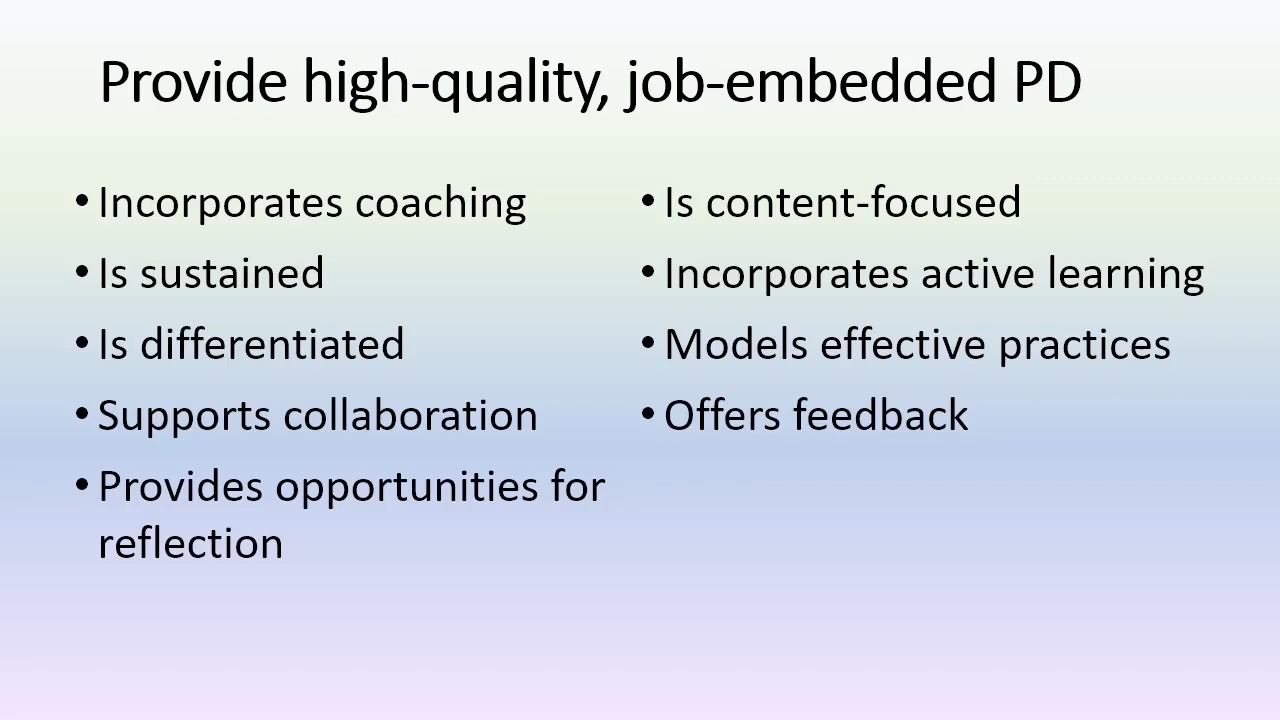 Provide high-quality, job-embedded PD
• Incorporates coaching
• Is sustained
• Is differentiated
• Supports collaboration
• Provides opportunities for
reflection
• Is content-focused
• Incorporates active learning
• Models effective practices
• Offers feedback